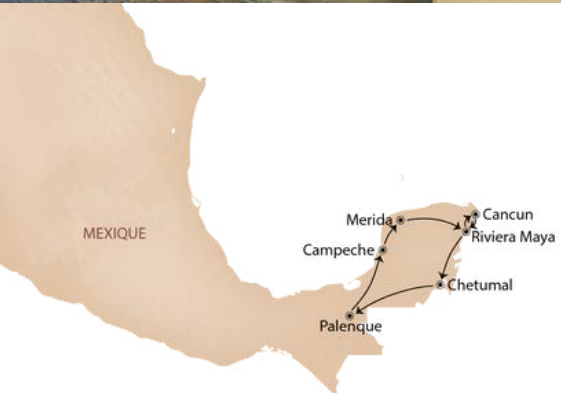 MEXIQUE
Merida
Cancun
Riviera Maya
Campeche
Chetumal
Palenque